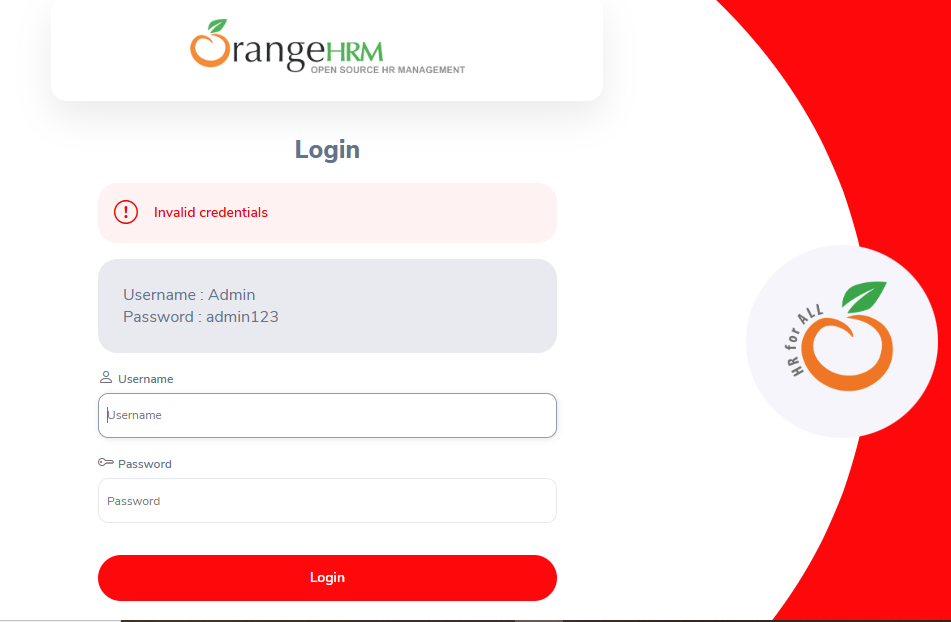 OrangeHRM
OPEN SOURCE HR MANAGEMENT
Login
Invalid credentials
Username : Admin
Password : admin123
Username
Username
Password
Password
Login
HR for ALL